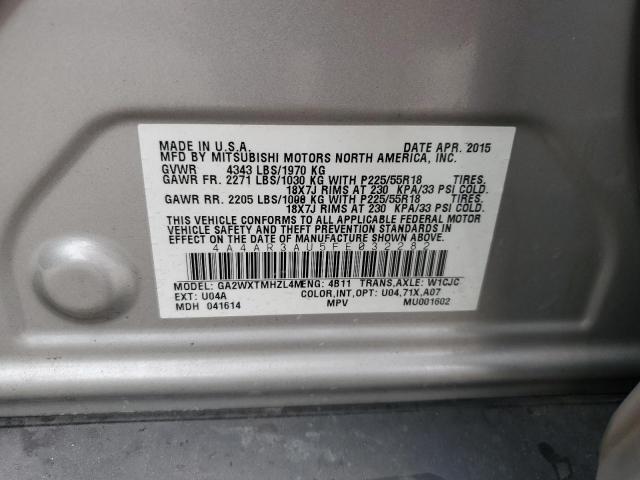 MADE IN U.S.A. DATE APR. 2015
MFD BY MITSUBISHI MOTORS NORTH AMERICA, INC.
GVWR 4343 LBS/1970 KG
GAWR FR. 2271 LBS/1030 KG WITH P225/55R18 TIRES.
18X7J RIMS AT 230 KPA/33 PSI COLD.
GAWR RR. 2205 LBS/1000 KG WITH P225/55R18 TIRES.
18X7J RIMS AT 230 KPA/33 PSI COLD.
THIS VEHICLE CONFORMS TO ALL APPLICABLE FEDERAL MOTOR
VEHICLE SAFETY AND THEFT PREVENTION STANDARDS IN
EFFECT ON THE DATE OF MANUFACTURE SHOWN ABOVE.
4A4AR3AU5FE032282
MODEL: GA2WXTMHZL4M ENG: 4B11 TRANS,AXLE: W1CJC
EXT: U04A COLOR,INT,OPT: U04,71X,A07
MDH 041614 MPV MU001602